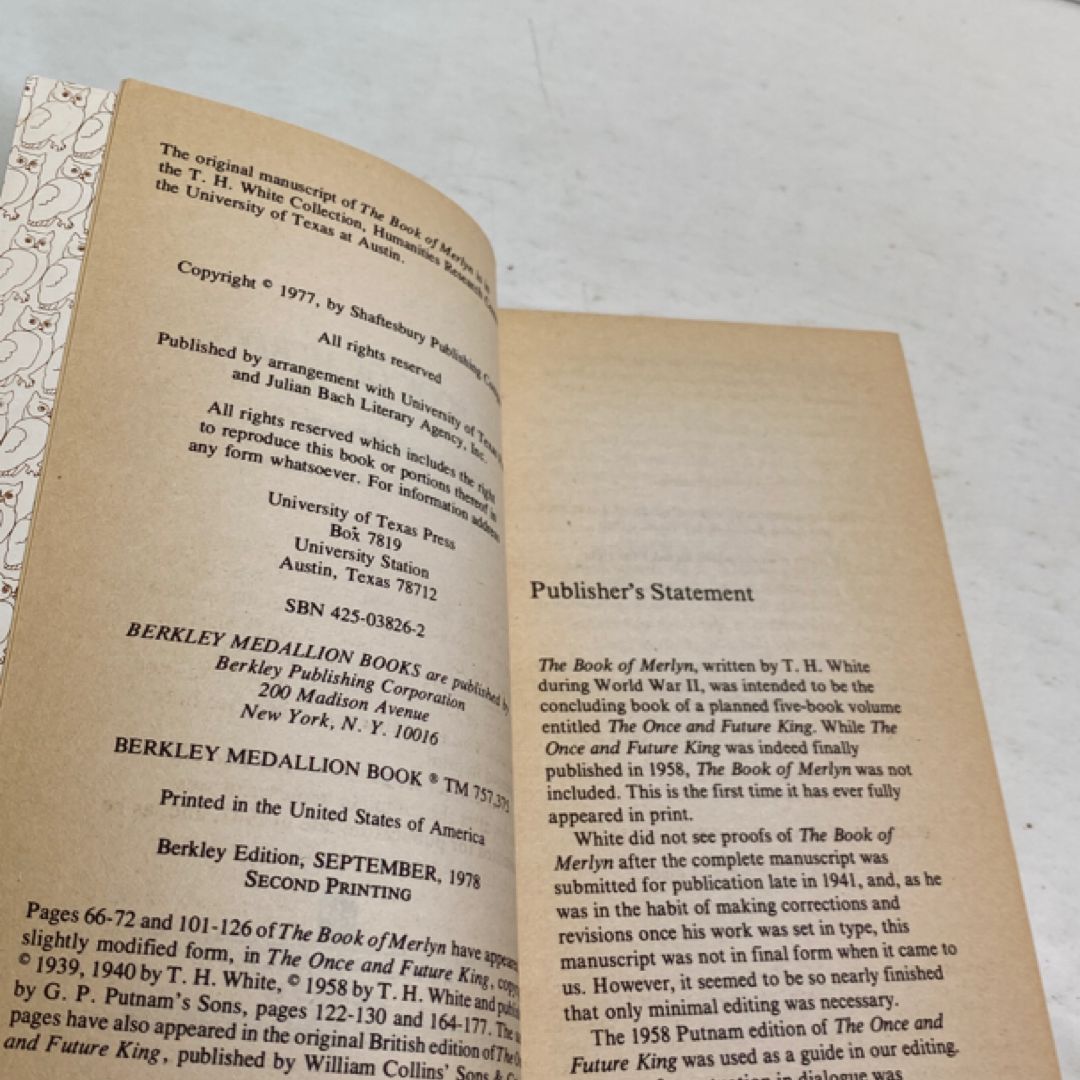 The original manuscript of The Book of Merlyn is in
the T. H. White Collection, Humanities Research
the University of Texas at Austin.
Copyright © 1977, by Shaftesbury Publishing
All rights reserved
Published by arrangement with University of Texas
and Julian Bach Literary Agency, Inc.
All rights reserved which includes the right
to reproduce this book or portions thereof in
any form whatsoever. For information address
University of Texas Press
Box 7819
University Station
Austin, Texas 78712
SBN 425-03826-2
BERKLEY MEDALLION BOOKS are published by
Berkley Publishing Corporation
200 Madison Avenue
New York, N. Y. 10016
BERKLEY MEDALLION BOOK ® TM 757,375
Printed in the United States of America
Berkley Edition, SEPTEMBER, 1978
SECOND PRINTING
Pages 66-72 and 101-126 of The Book of Merlyn have
slightly modified form, in The Once and Future King,
© 1939, 1940 by T. H. White, © 1958 by T. H. White and
by G. P. Putnam's Sons, pages 122-130 and 164-177. The
pages have also appeared in the original British edition of
and Future King, published by William Collins' Sons &
Publisher's Statement
The Book of Merlyn, written by T. H. White
during World War II, was intended to be the
concluding book of a planned five-book volume
entitled The Once and Future King. While The
Once and Future King was indeed finally
published in 1958, The Book of Merlyn was not
included. This is the first time it has ever fully
appeared in print.
White did not see proofs of The Book of
Merlyn after the complete manuscript was
submitted for publication late in 1941, and, as he
was in the habit of making corrections and
revisions once his work was set in type, this
manuscript was not in final form when it came to
us. However, it seemed to be so nearly finished
that only minimal editing was necessary.
The 1958 Putnam edition of The Once and
Future King was used as a guide in our editing.
in dialogue was